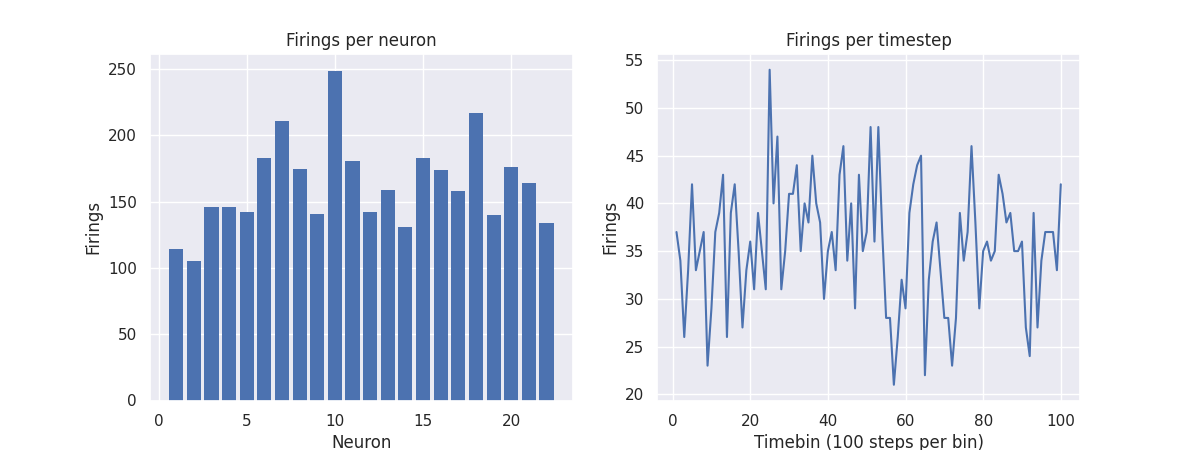 Firings per neuron
Firings
250
200
150
100
50
0
0 5 10 15 20
Neuron
Firings per timestep
Firings
55
50
45
40
35
30
25
20
0 20 40 60 80 100
Timebin (100 steps per bin)